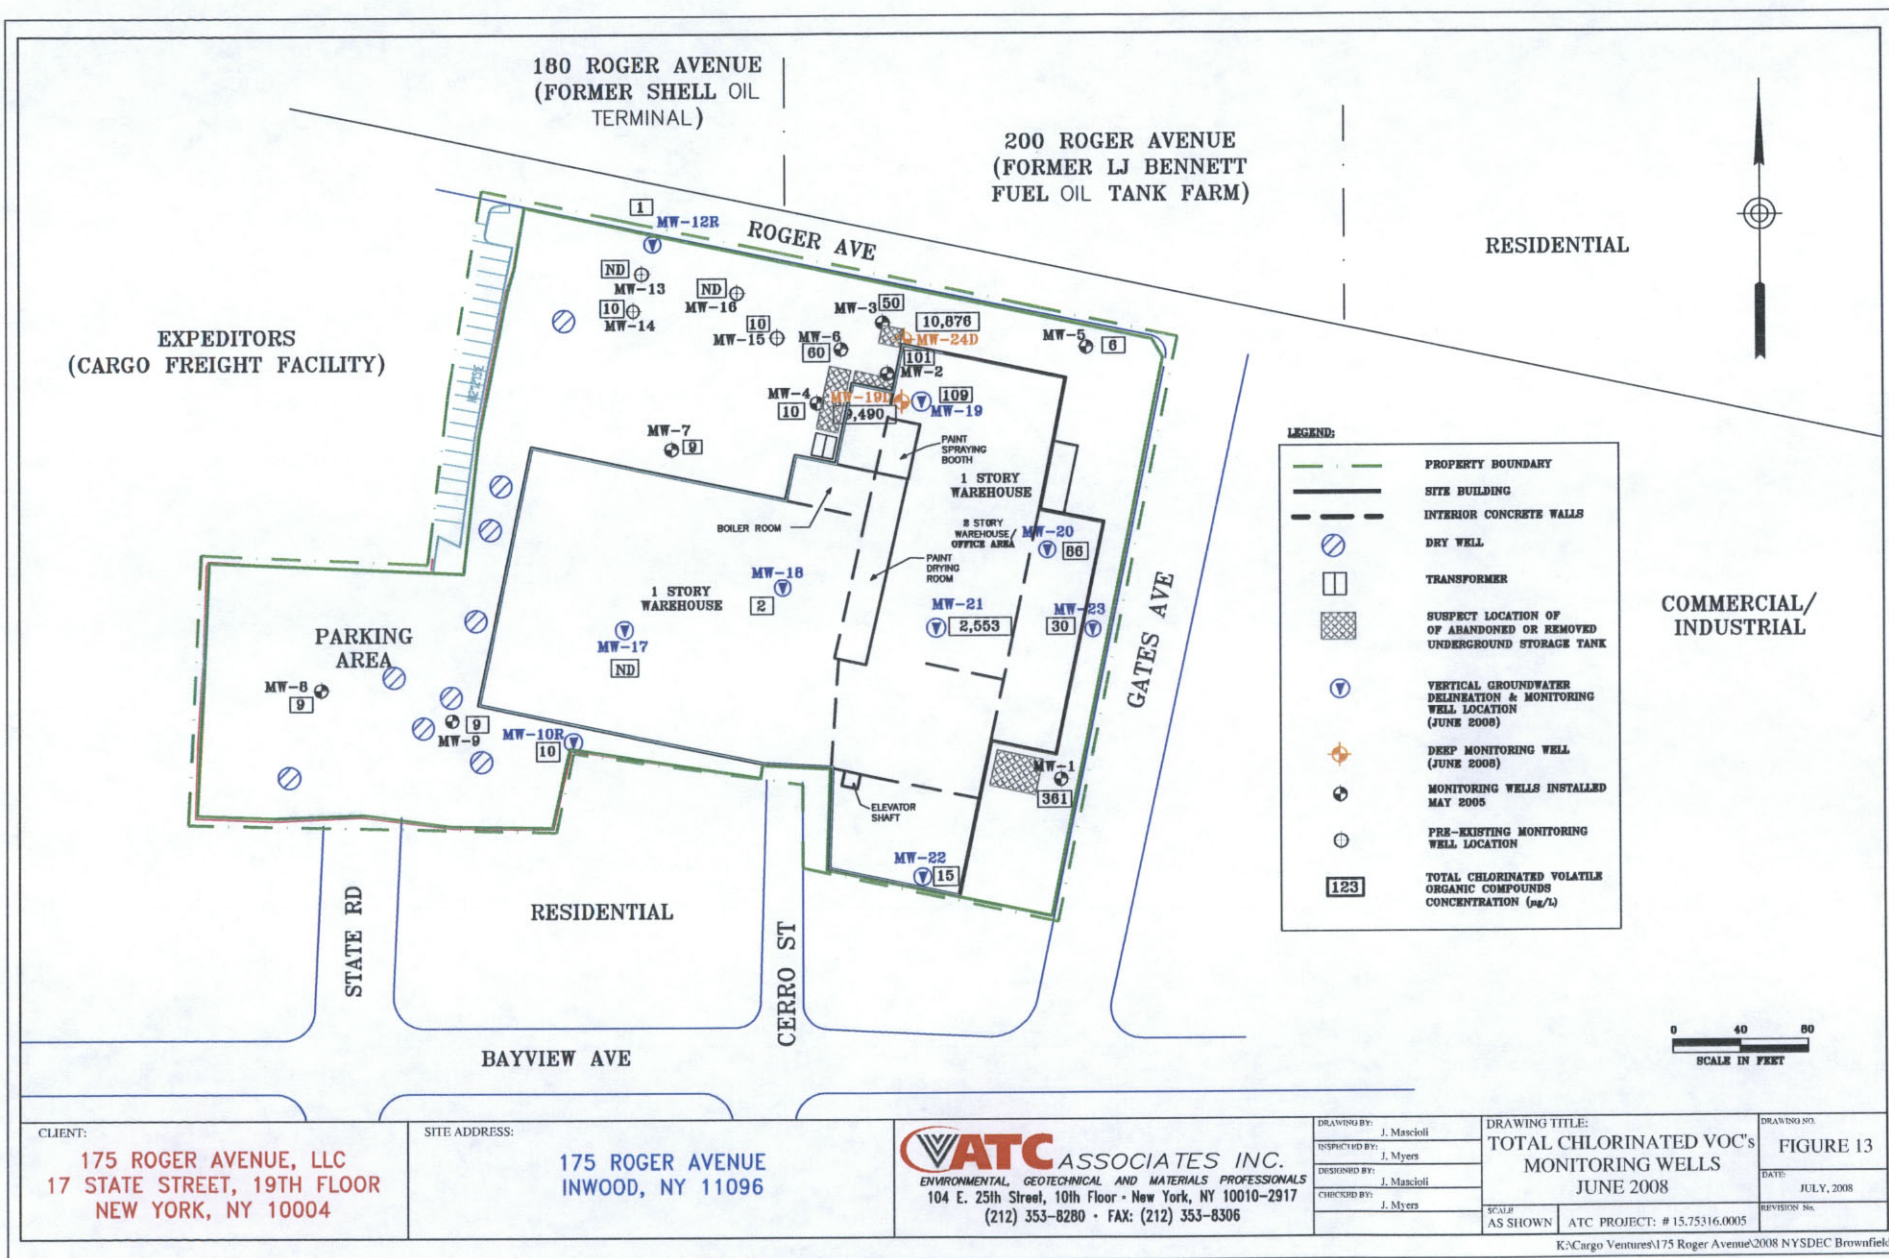 180 ROGER AVENUE
(FORMER SHELL OIL
TERMINAL)
200 ROGER AVENUE
(FORMER LJ BENNETT
FUEL OIL TANK FARM)
RESIDENTIAL
ROGER AVE
EXPEDITORS
(CARGO FREIGHT FACILITY)
1
MW-12R
ND
MW-13
10
MW-14
ND
MW-16
10
MW-15
MW-3
50
10,876
MW-24D
MW-6
60
101
MW-2
MW-5
6
MW-4
10
MW-19D
9,490
109
MW-19
MW-7
9
PAINT
SPRAYING
BOOTH
1 STORY
WAREHOUSE
BOILER ROOM
2 STORY
WAREHOUSE/
OFFICE AREA
MW-20
86
PAINT
DRYING
ROOM
MW-18
2
1 STORY
WAREHOUSE
MW-21
2,553
MW-23
30
MW-17
ND
PARKING
AREA
MW-8
9
9
MW-9
MW-10R
10
MW-1
361
ELEVATOR
SHAFT
MW-22
15
GATES AVE
COMMERCIAL/
INDUSTRIAL
RESIDENTIAL
STATE RD
CERRO ST
BAYVIEW AVE
LEGEND:
PROPERTY BOUNDARY
SITE BUILDING
INTERIOR CONCRETE WALLS
DRY WELL
TRANSFORMER
SUSPECT LOCATION OF
OF ABANDONED OR REMOVED
UNDERGROUND STORAGE TANK
VERTICAL GROUNDWATER
DELINEATION & MONITORING
WELL LOCATION
(JUNE 2008)
DEEP MONITORING WELL
(JUNE 2008)
MONITORING WELLS INSTALLED
MAY 2005
PRE-EXISTING MONITORING
WELL LOCATION
123
TOTAL CHLORINATED VOLATILE
ORGANIC COMPOUNDS
CONCENTRATION (µg/L)
0 40 80
SCALE IN FEET
CLIENT:
175 ROGER AVENUE, LLC
17 STATE STREET, 19TH FLOOR
NEW YORK, NY 10004
SITE ADDRESS:
175 ROGER AVENUE
INWOOD, NY 11096
ATC ASSOCIATES INC.
ENVIRONMENTAL, GEOTECHNICAL AND MATERIALS PROFESSIONALS
104 E. 25th Street, 10th Floor • New York, NY 10010-2917
(212) 353-8280 • FAX: (212) 353-8306
DRAWING BY:
J. Mascioli
INSPECTED BY:
J. Myers
DESIGNED BY:
J. Mascioli
CHECKED BY:
J. Myers
DRAWING TITLE:
TOTAL CHLORINATED VOC's
MONITORING WELLS
JUNE 2008
SCALE
AS SHOWN
ATC PROJECT: # 15.75316.0005
DRAWING NO.
FIGURE 13
DATE:
JULY, 2008
REVISION No.
K:\Cargo Ventures\175 Roger Avenue\2008 NYSDEC Brownfield